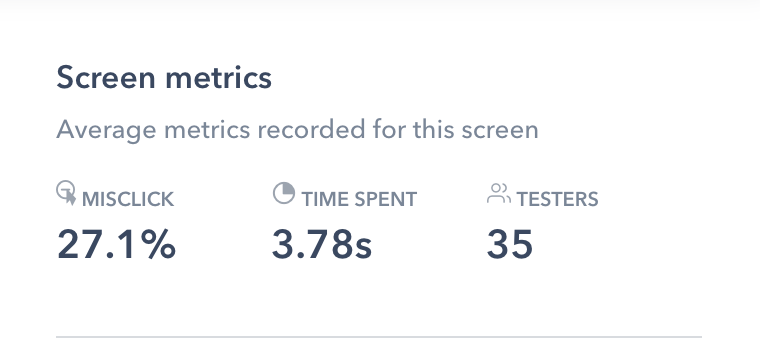 Screen metrics
Average metrics recorded for this screen
MISCLICK TIME SPENT TESTERS
27.1% 3.78s 35